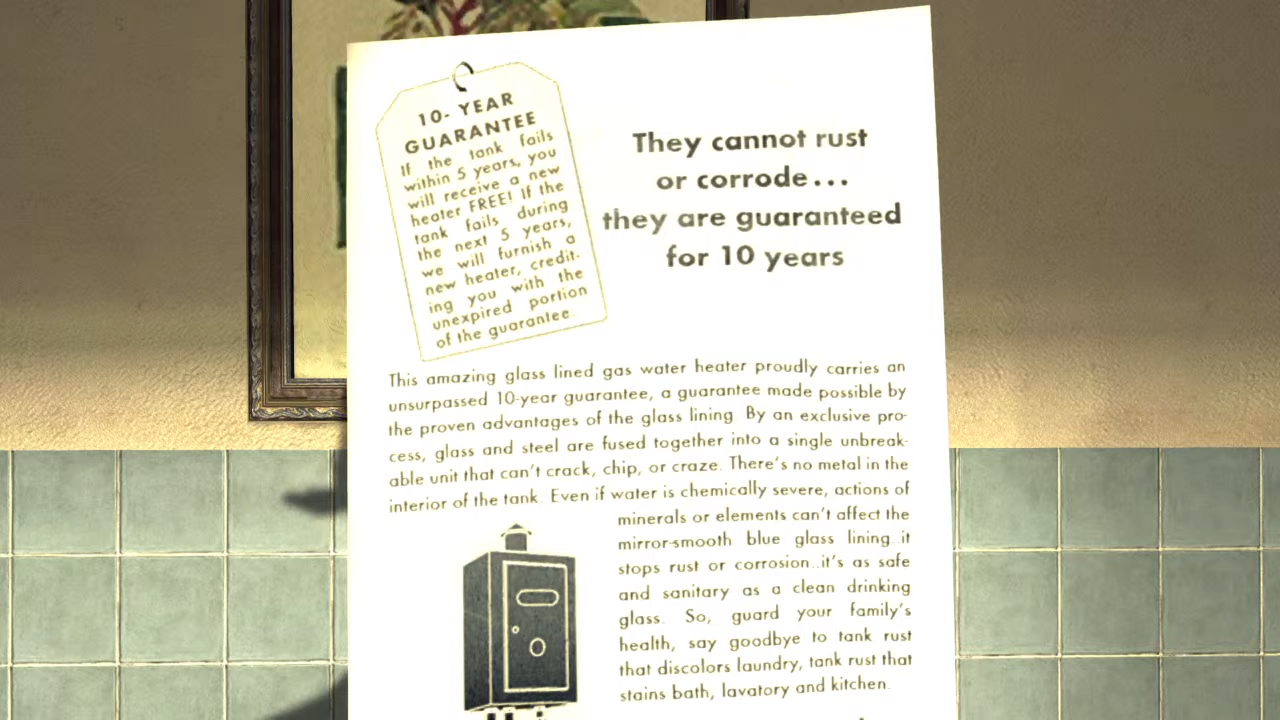 10- YEAR
GUARANTEE
If the tank fails
within 5 years, you
will receive a new
heater FREE! If the
tank fails during
the next 5 years,
we will furnish a
new heater, credit-
ing you with the
unexpired portion
of the guarantee.
They cannot rust
or corrode...
they are guaranteed
for 10 years
This amazing glass lined gas water heater proudly carries an
unsurpassed 10-year guarantee, a guarantee made possible by
the proven advantages of the glass lining. By an exclusive pro-
cess, glass and steel are fused together into a single unbreak-
able unit that can't crack, chip, or craze. There's no metal in the
interior of the tank. Even if water is chemically severe, actions of
minerals or elements can't affect the
mirror-smooth blue glass lining..it
stops rust or corrosion..it's as safe
and sanitary as a clean drinking
glass. So, guard your family's
health, say goodbye to tank rust
that discolors laundry, tank rust that
stains bath, lavatory and kitchen.